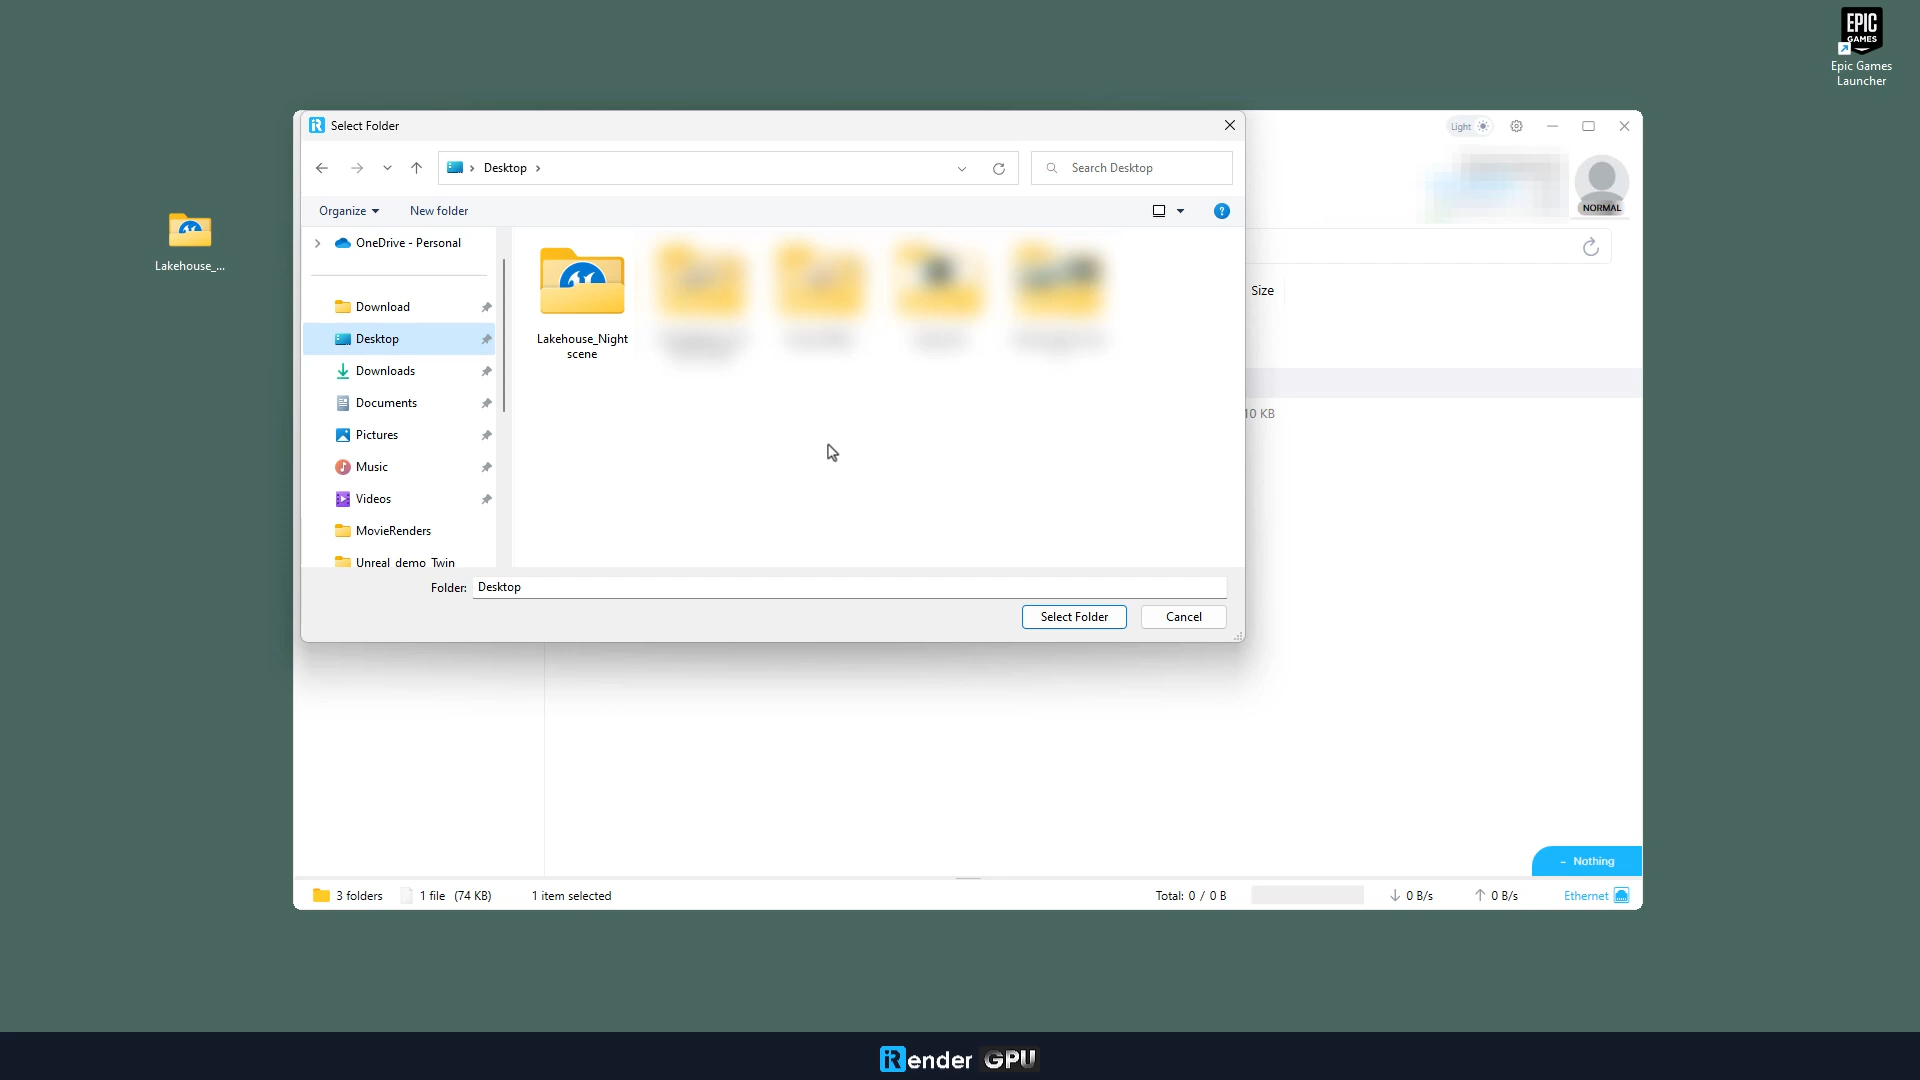 EPIC
GAMES
Epic Games
Launcher
Select Folder
Light
Desktop
Search Desktop
NORMAL
Organize
New folder
OneDrive - Personal
Lakehouse_...
Download
Desktop
Downloads
Documents
Pictures
Music
Videos
MovieRenders
Unreal_demo_Twin
Lakehouse_Night
scene
Size
10 KB
Folder:
Desktop
Select Folder
Cancel
- Nothing
3 folders
1 file (74 KB)
1 item selected
Total: 0 / 0 B
0 B/s
0 B/s
Ethernet
iRender GPU